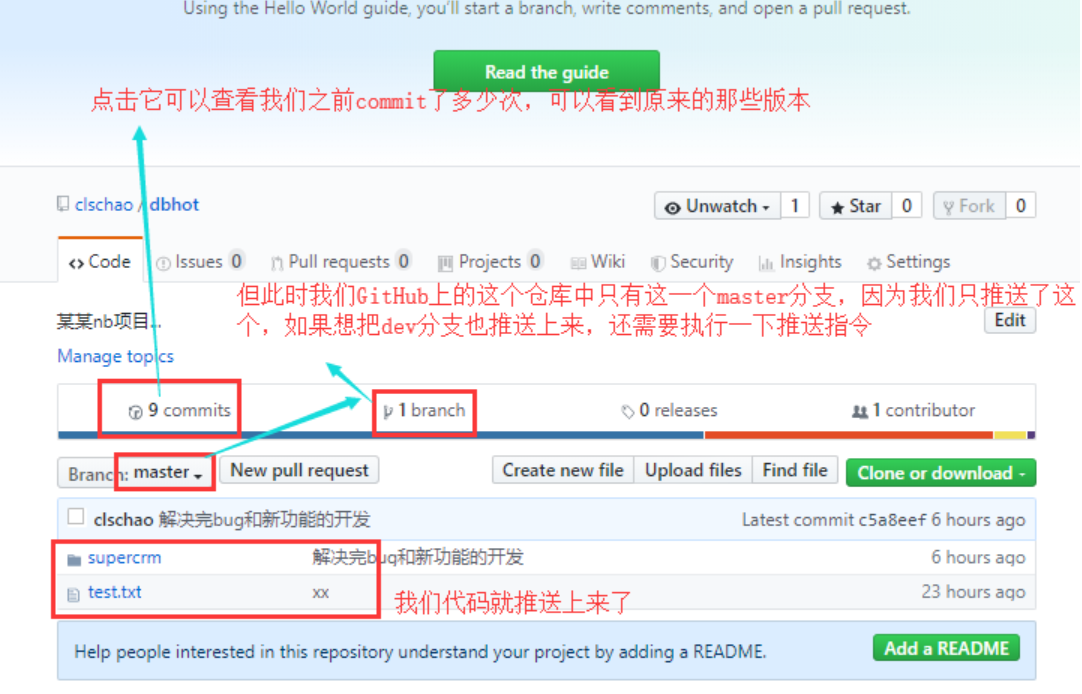 Using the Hello World guide, you'll start a branch, write comments, and open a pull request.
Read the guide
点击它可以查看我们之前commit了多少次，可以看到原来的那些版本
clschao / dbhot
Unwatch 1 Star 0 Fork 0
Code Issues 0 Pull requests 0 Projects 0 Wiki Security Insights Settings
但此时我们GitHub上的这个仓库中只有这一个master分支，因为我们只推送了这
个，如果想把dev分支也推送上来，还需要执行一下推送指令
某某nb项目..
Edit
Manage topics
9 commits 1 branch 0 releases 1 contributor
Branch: master New pull request Create new file Upload files Find file Clone or download
clschao 解决完bug和新功能的开发 Latest commit c5a8eef 6 hours ago
supercrm 解决完bug和新功能的开发 6 hours ago
test.txt xx 23 hours ago
我们代码就推送上来了
Help people interested in this repository understand your project by adding a README. Add a README